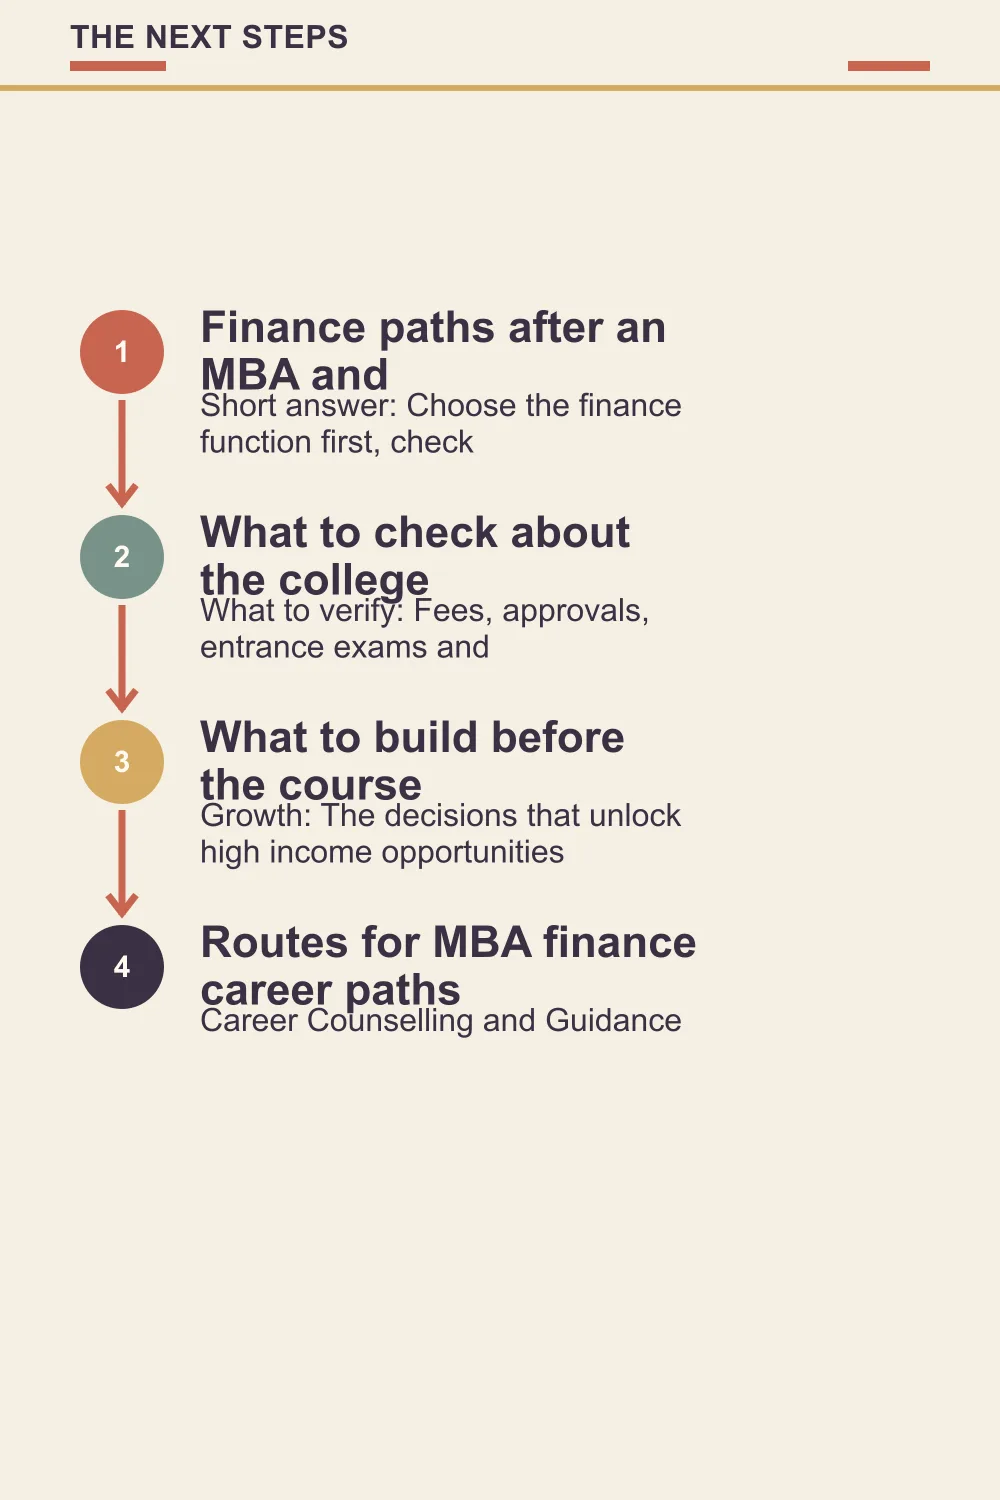 THE NEXT STEPS
1
Finance paths after an
MBA and
Short answer: Choose the finance
function first, check
2
What to check about
the college
What to verify: Fees, approvals,
entrance exams and
3
What to build before
the course
Growth: The decisions that unlock
high income opportunities
4
Routes for MBA finance
career paths
Career Counselling and Guidance